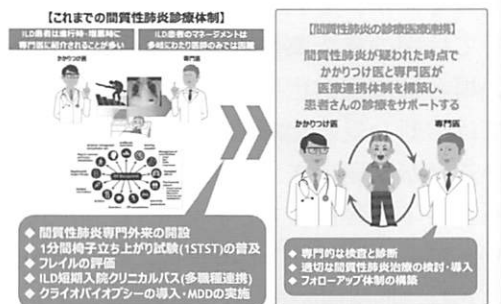 【これまでの間質性肺炎診療体制】
ILD患者は進行時・増悪時に
専門医に紹介されることが多い
ILD患者のマネージメントは
多岐にわたり医師のみでは困難
かかりつけ医
専門医
◆ 間質性肺炎専門外来の開設
◆ 1分間椅子立ち上がり試験(1STST)の普及
◆ フレイルの評価
◆ ILD短期入院クリニカルパス(多職種連携)
◆ クライオバイオプシーの導入・MDDの実施
【間質性肺炎の診療医療連携】
間質性肺炎が疑われた時点で
かかりつけ医と専門医が
医療連携体制を構築し、
患者さんの診療をサポートする
かかりつけ医
専門医
◆ 専門的な検査と診断
◆ 適切な間質性肺炎治療の検討・導入
◆ フォローアップ体制の構築